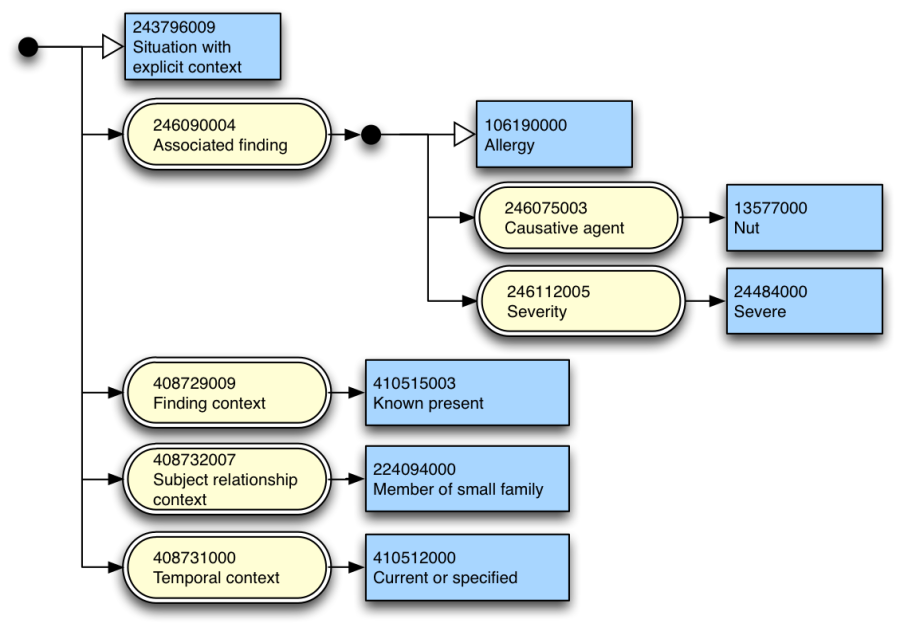 243796009
Situation with
explicit context
246090004
Associated finding
106190000
Allergy
246075003
Causative agent
13577000
Nut
246112005
Severity
24484000
Severe
408729009
Finding context
410515003
Known present
408732007
Subject relationship
context
224094000
Member of small family
408731000
Temporal context
410512000
Current or specified